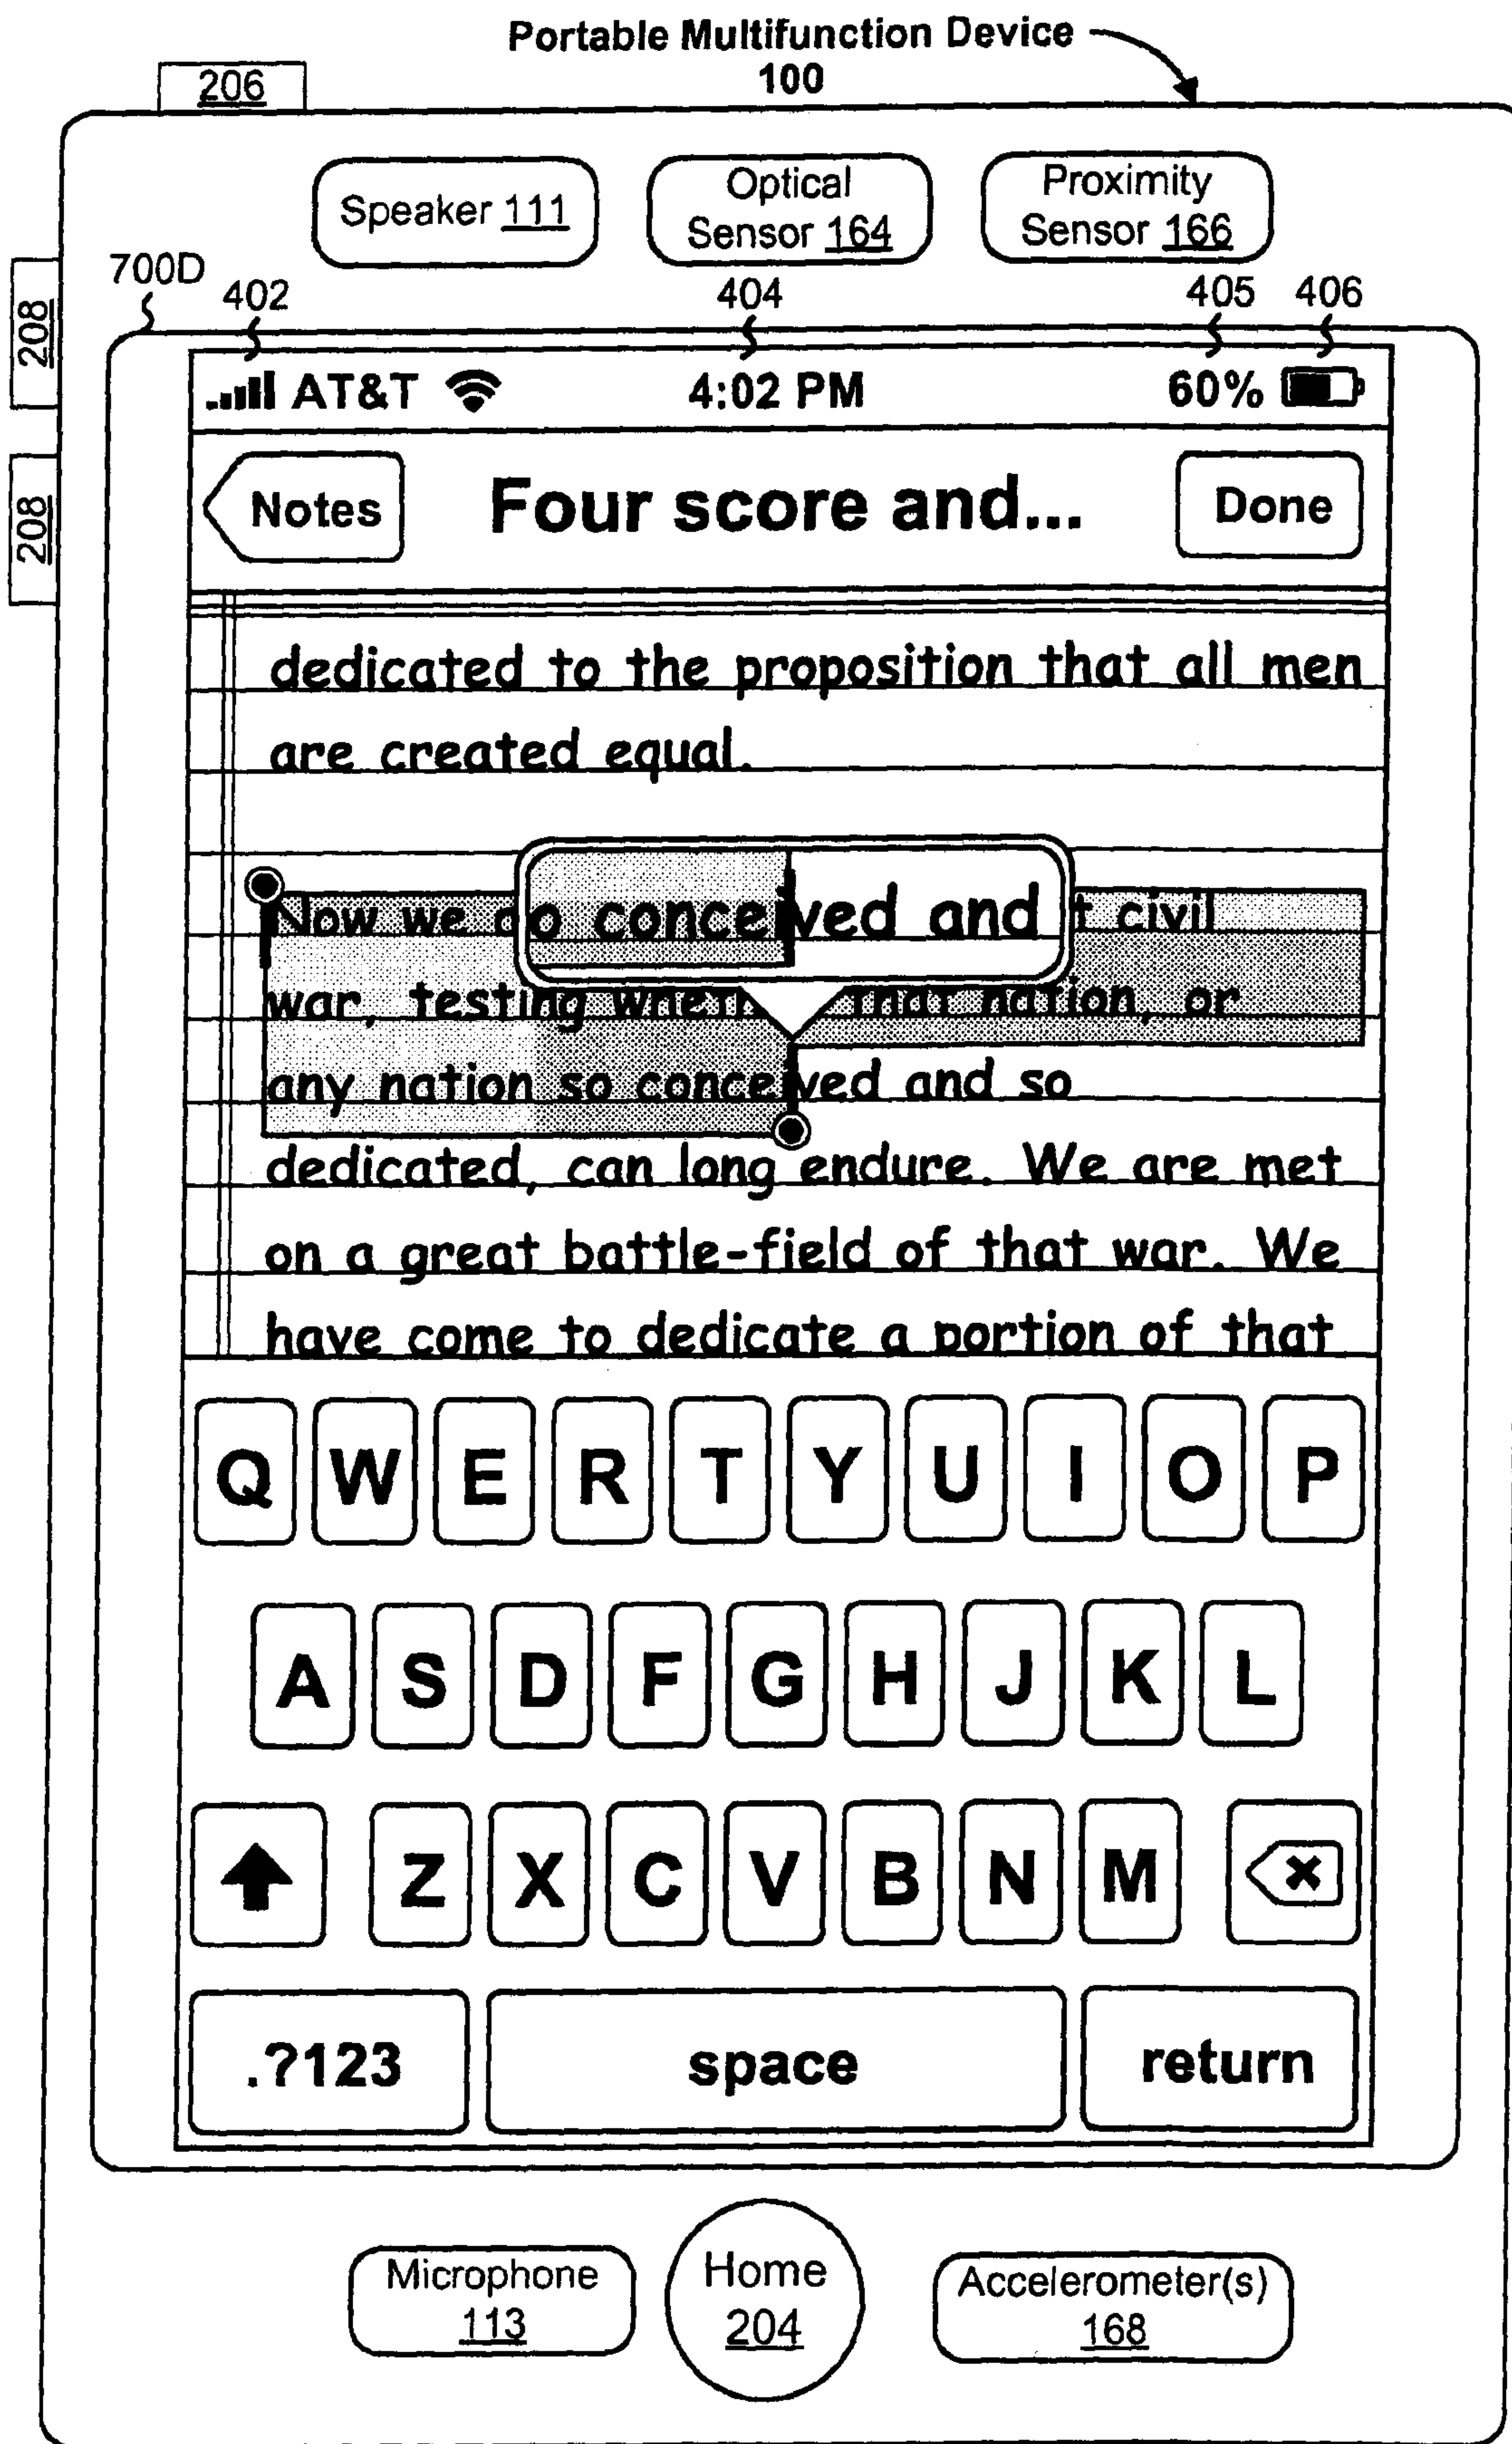 Portable Multifunction Device
100
206
Speaker 111
Optical
Sensor 164
Proximity
Sensor 166
208
208
700D
402
404
405
406
AT&T 4:02 PM 60%
Notes Four score and... Done
dedicated to the proposition that all men
are created equal.
o conceived and
Now we civil
war, testing that nation, or
any nation so conceived and so
dedicated, can long endure. We are met
on a great battle-field of that war. We
have come to dedicate a portion of that
Q W E R T Y U I O P
A S D F G H J K L
Z X C V B N M
.?123 space return
Microphone
113
Home
204
Accelerometer(s)
168